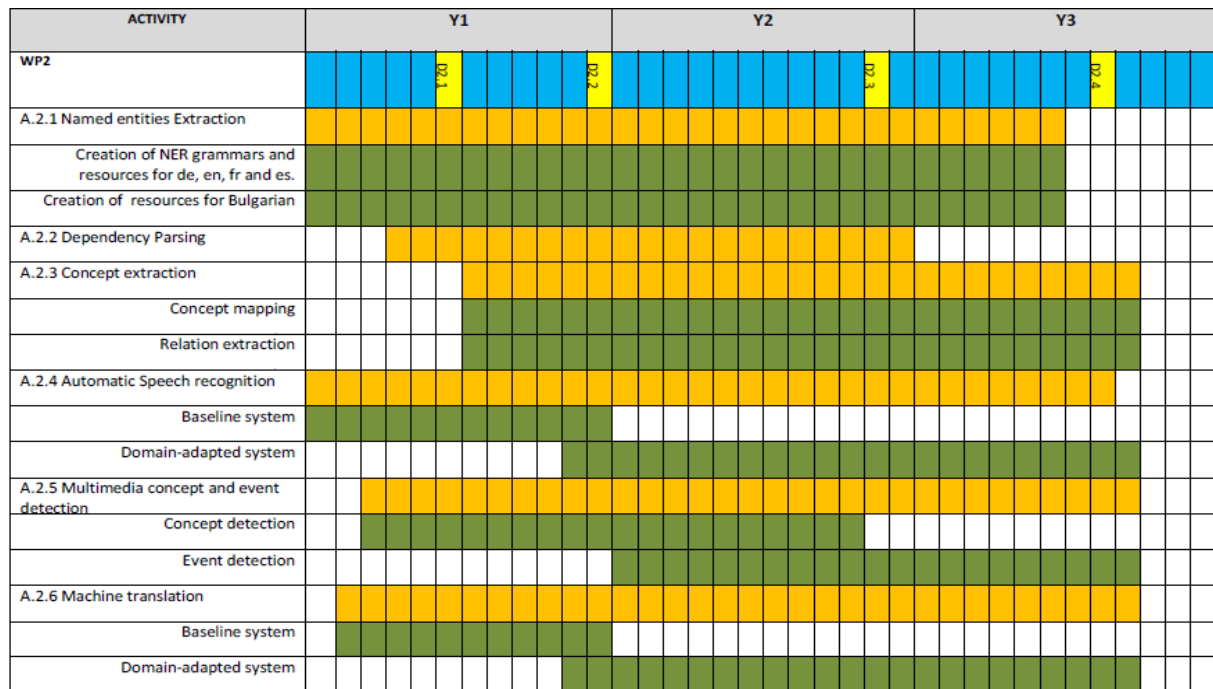 ACTIVITY Y1 Y2 Y3
WP2 D2.1 D2.2 D2.3 D2.4
A.2.1 Named entities Extraction
Creation of NER grammars and
resources for de, en, fr and es.
Creation of resources for Bulgarian
A.2.2 Dependency Parsing
A.2.3 Concept extraction
Concept mapping
Relation extraction
A.2.4 Automatic Speech recognition
Baseline system
Domain-adapted system
A.2.5 Multimedia concept and event
detection
Concept detection
Event detection
A.2.6 Machine translation
Baseline system
Domain-adapted system